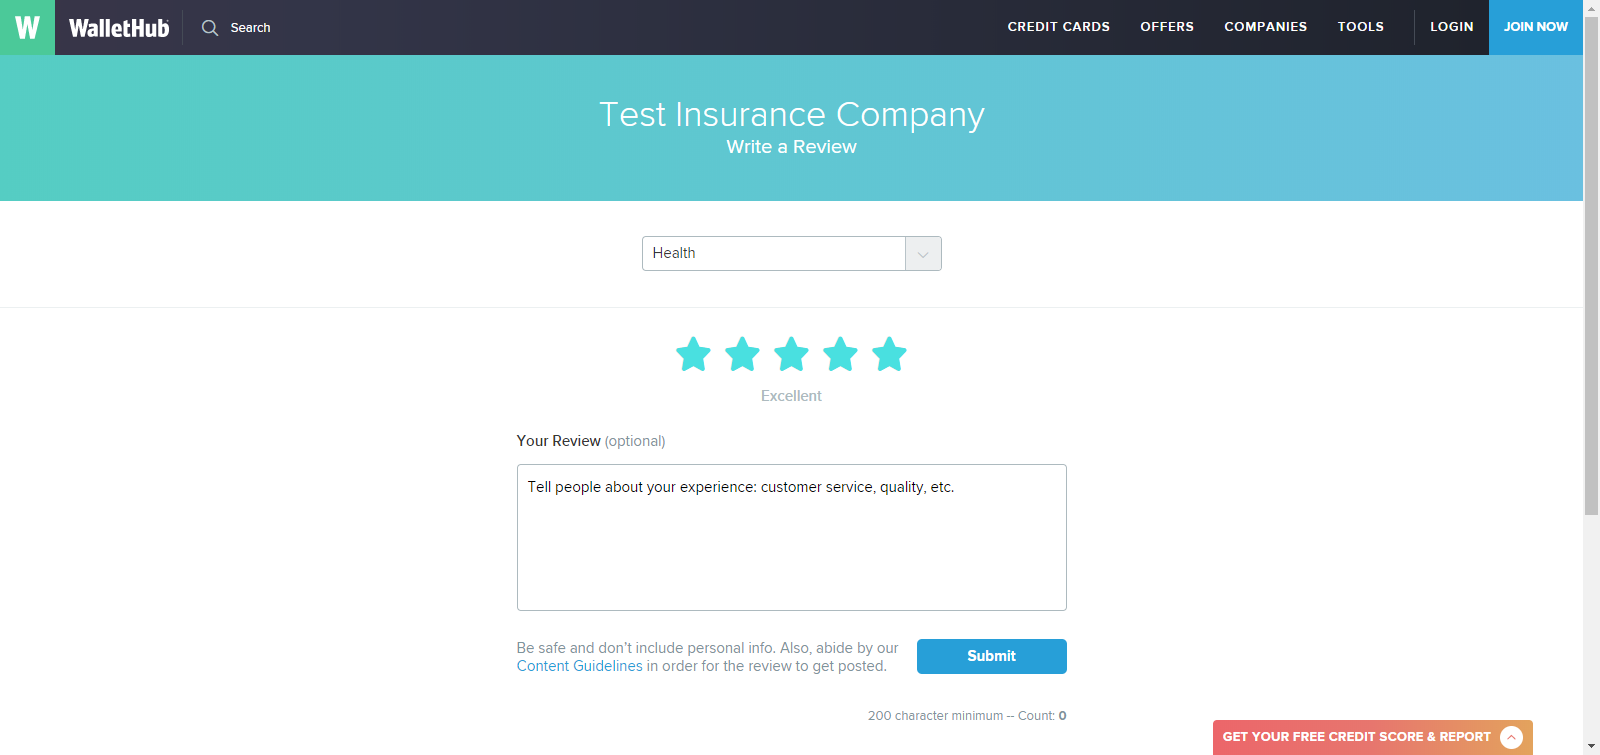 W WalletHub Search CREDIT CARDS OFFERS COMPANIES TOOLS LOGIN JOIN NOW
Test Insurance Company
Write a Review
Health
Excellent
Your Review (optional)
Tell people about your experience: customer service, quality, etc.
Be safe and don’t include personal info. Also, abide by our
Content Guidelines in order for the review to get posted.
Submit
200 character minimum -- Count: 0
GET YOUR FREE CREDIT SCORE & REPORT